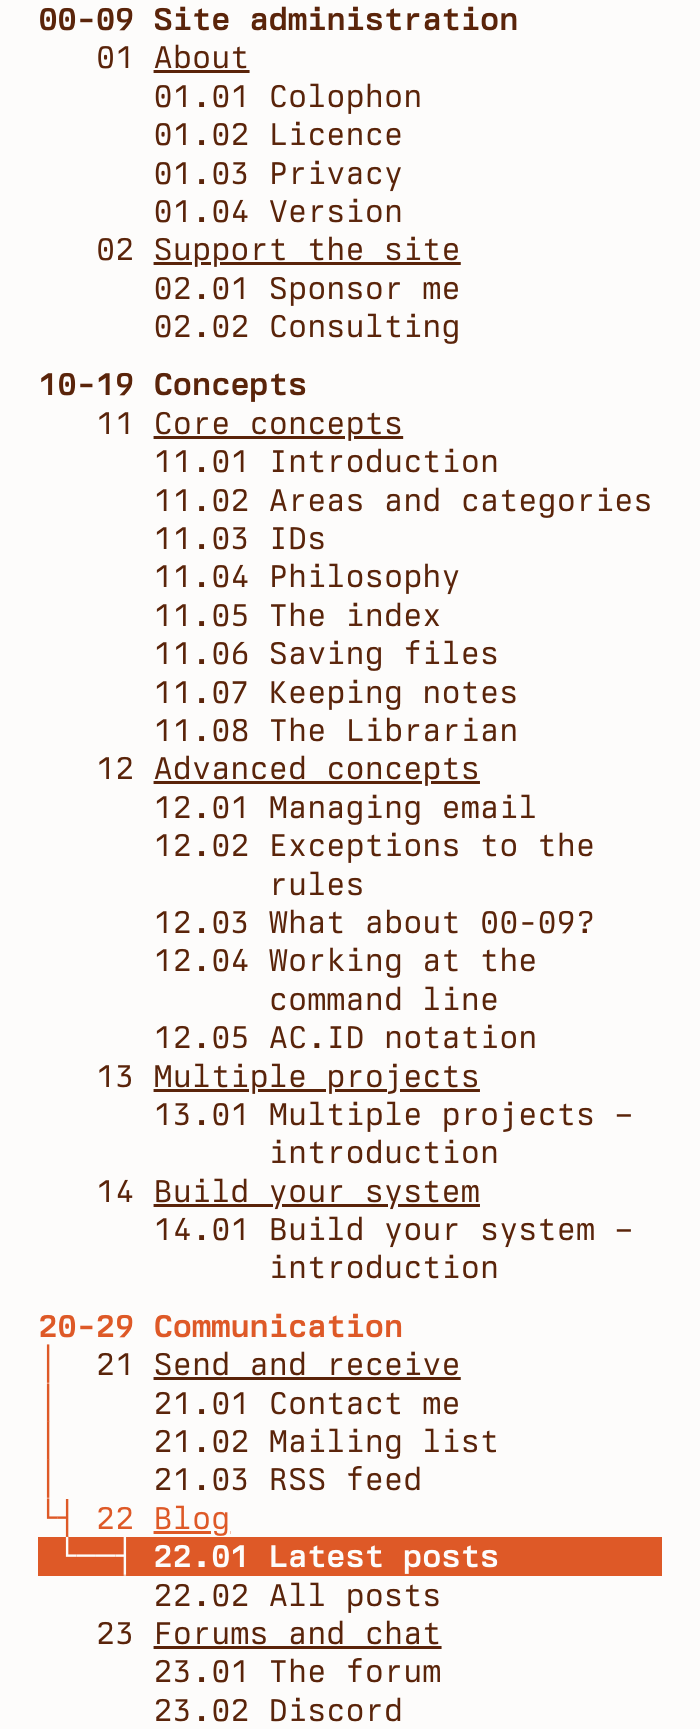 00-09 Site administration
01 About
01.01 Colophon
01.02 Licence
01.03 Privacy
01.04 Version
02 Support the site
02.01 Sponsor me
02.02 Consulting
10-19 Concepts
11 Core concepts
11.01 Introduction
11.02 Areas and categories
11.03 IDs
11.04 Philosophy
11.05 The index
11.06 Saving files
11.07 Keeping notes
11.08 The Librarian
12 Advanced concepts
12.01 Managing email
12.02 Exceptions to the
rules
12.03 What about 00-09?
12.04 Working at the
command line
12.05 AC.ID notation
13 Multiple projects
13.01 Multiple projects –
introduction
14 Build your system
14.01 Build your system –
introduction
20-29 Communication
21 Send and receive
21.01 Contact me
21.02 Mailing list
21.03 RSS feed
22 Blog
22.01 Latest posts
22.02 All posts
23 Forums and chat
23.01 The forum
23.02 Discord